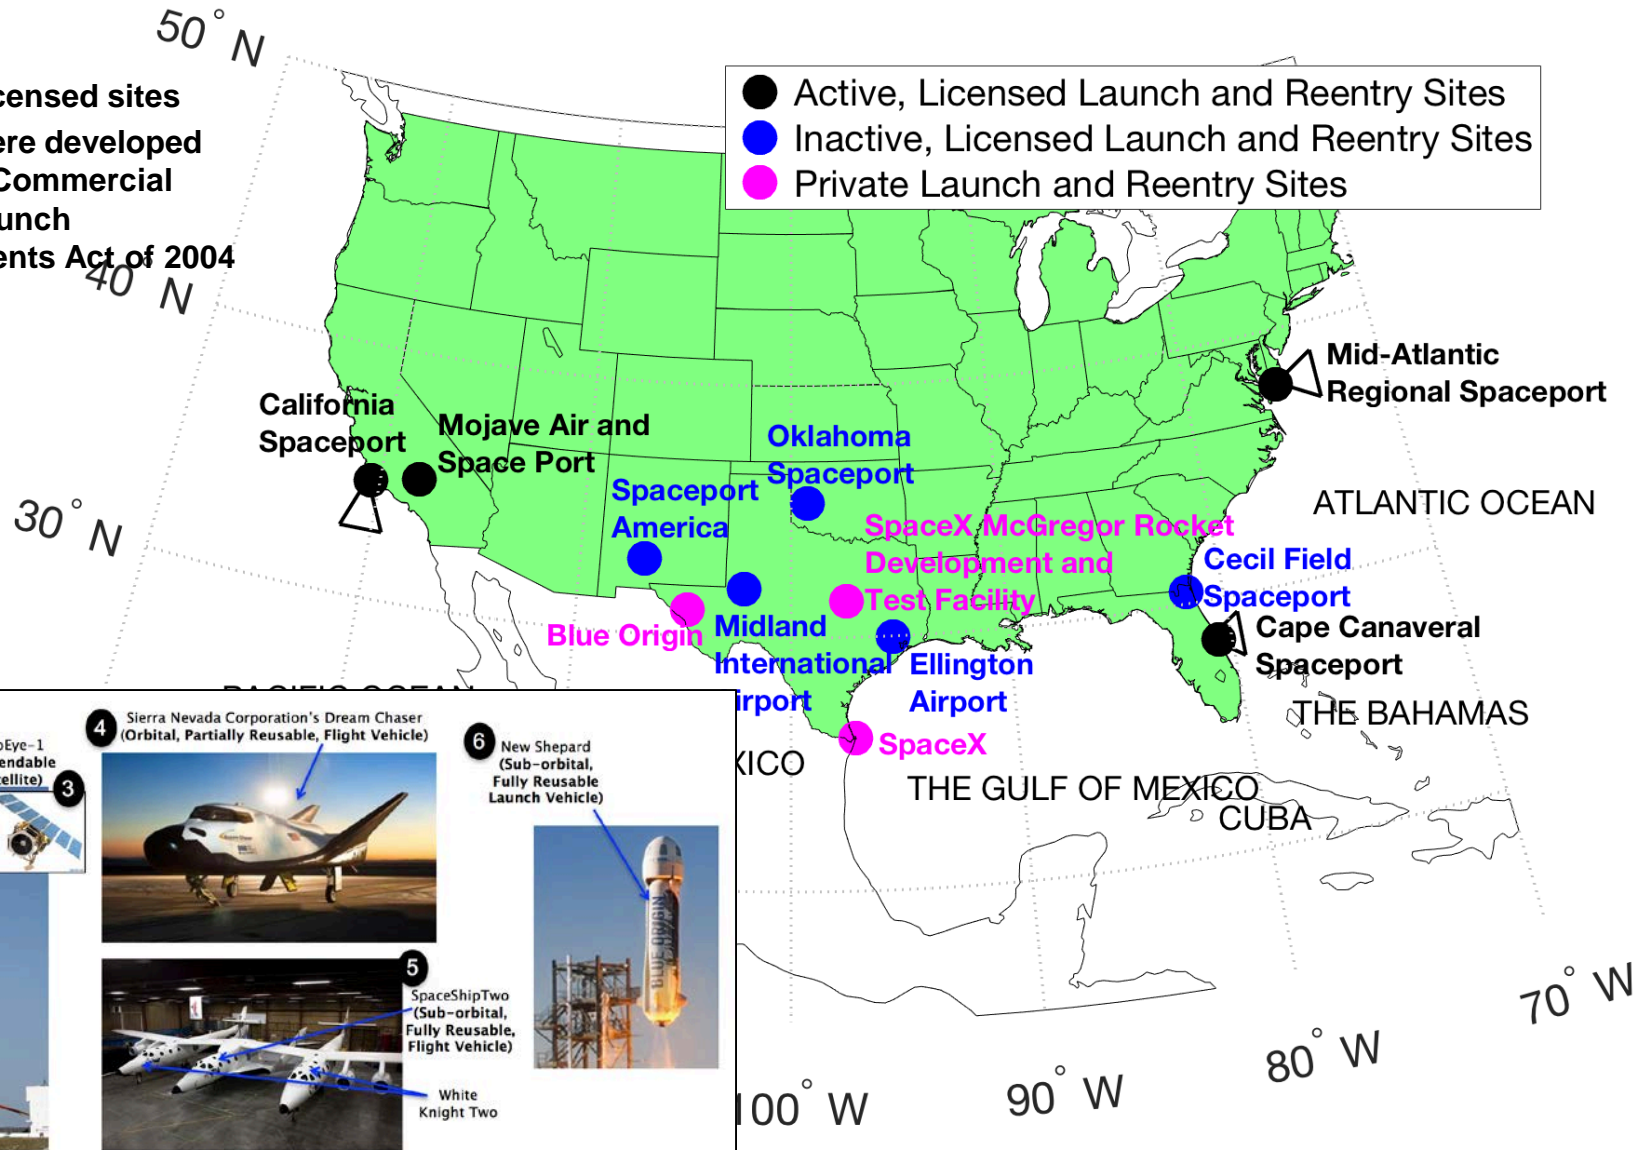 50° N
censed sites
ere developed
Commercial
unch
ents Act of 2004
40° N
30° N
Active, Licensed Launch and Reentry Sites
Inactive, Licensed Launch and Reentry Sites
Private Launch and Reentry Sites
Mid-Atlantic
Regional Spaceport
California
Spaceport
Mojave Air and
Space Port
Oklahoma
Spaceport
Spaceport
America
SpaceX McGregor Rocket
Development and
Test Facility
ATLANTIC OCEAN
Cecil Field
Spaceport
Blue Origin
Midland
International
irport
Ellington
Airport
Cape Canaveral
Spaceport
PACIFIC OCEAN
THE BAHAMAS
SpaceX
XICO
THE GULF OF MEXICO
CUBA
oEye-1
endable
ellite)
3
4
Sierra Nevada Corporation's Dream Chaser
(Orbital, Partially Reusable, Flight Vehicle)
6
New Shepard
(Sub-orbital,
Fully Reusable
Launch Vehicle)
BLUE ORIGIN
5
SpaceShipTwo
(Sub-orbital,
Fully Reusable,
Flight Vehicle)
White
Knight Two
100° W
90° W
80° W
70° W